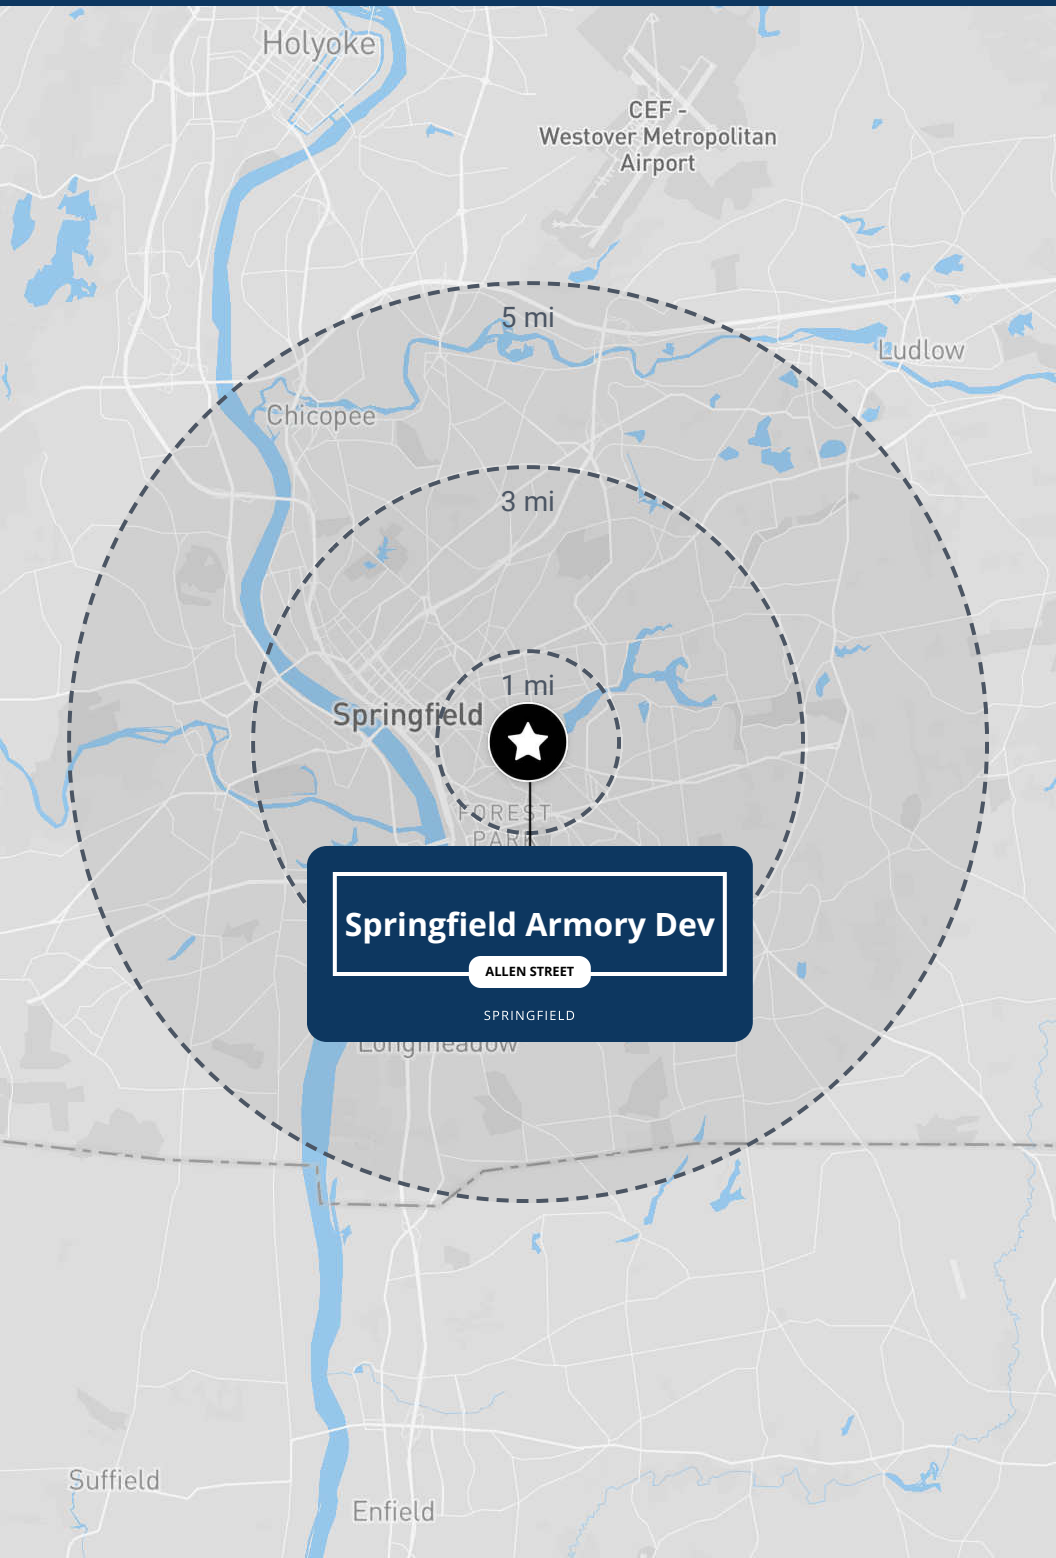 Holyoke
CEF -
Westover Metropolitan
Airport
5 mi
Ludlow
Chicopee
3 mi
1 mi
Springfield
FOREST
PARK
Springfield Armory Dev
ALLEN STREET
SPRINGFIELD
Longmeadow
Suffield
Enfield